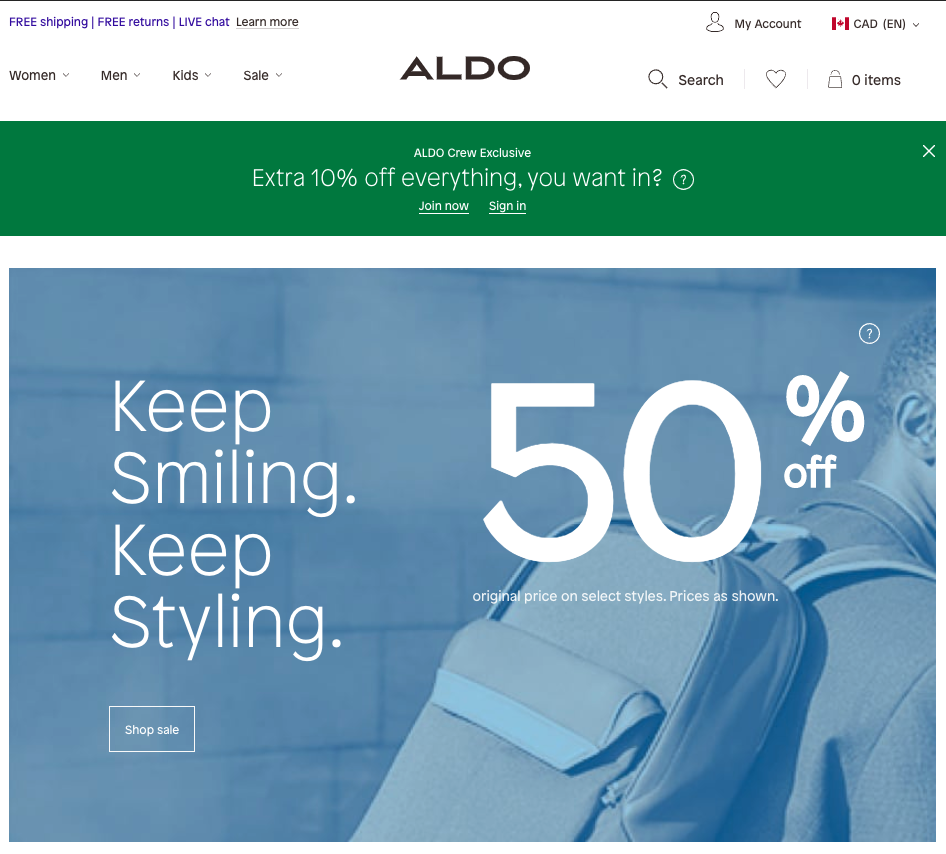 FREE shipping | FREE returns | LIVE chat Learn more
My Account
CAD (EN)
Women
Men
Kids
Sale
ALDO
Search
0 items
ALDO Crew Exclusive
Extra 10% off everything, you want in? ?
Join now Sign in
?
Keep
Smiling.
Keep
Styling.
50% off
original price on select styles. Prices as shown.
Shop sale